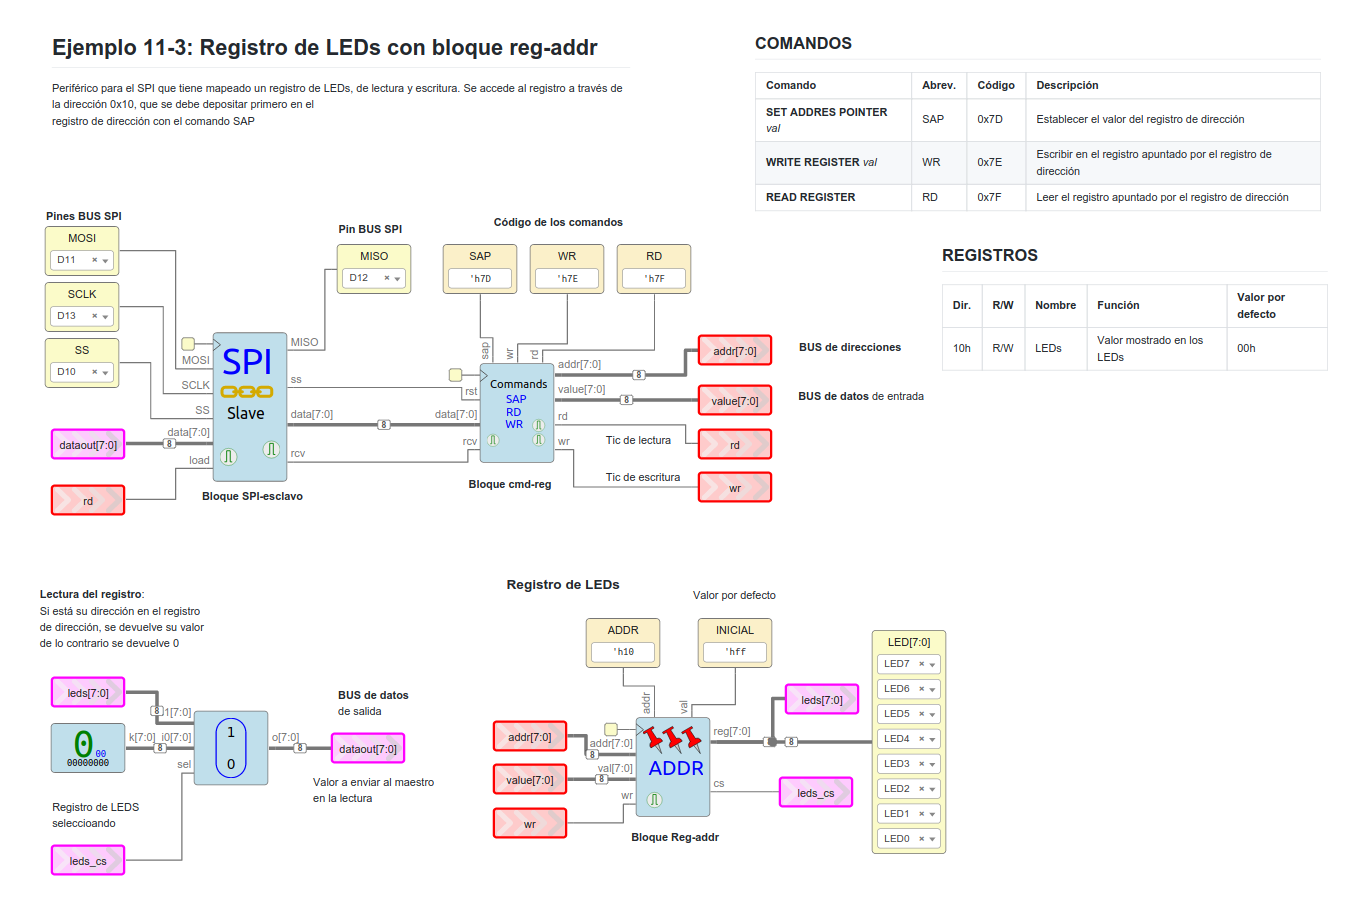 Ejemplo 11-3: Registro de LEDs con bloque reg-addr
Periférico para el SPI que tiene mapeado un registro de LEDs, de lectura y escritura. Se accede al registro a través de
la dirección 0x10, que se debe depositar primero en el
registro de dirección con el comando SAP
COMANDOS
Comando Abrev. Código Descripción
SET ADDRES POINTER
val
SAP 0x7D Establecer el valor del registro de dirección
WRITE REGISTER val WR 0x7E Escribir en el registro apuntado por el registro de
dirección
READ REGISTER RD 0x7F Leer el registro apuntado por el registro de dirección
REGISTROS
Dir. R/W Nombre Función Valor por
defecto
10h R/W LEDs Valor mostrado en los
LEDs
00h
Pines BUS SPI
MOSI
D11
SCLK
D13
SS
D10
dataout[7:0]
rd
MOSI
SCLK
SS
data[7:0]
8
load
SPI
Slave
MISO
ss
data[7:0]
8
rcv
Bloque SPI-esclavo
Pin BUS SPI
MISO
D12
Código de los comandos
SAP
'h7D
WR
'h7E
RD
'h7F
sap
wr
rd
rst
data[7:0]
rcv
Commands
SAP
RD
WR
addr[7:0]
8
value[7:0]
8
rd
wr
Bloque cmd-reg
Tic de lectura
Tic de escritura
addr[7:0]
value[7:0]
rd
wr
BUS de direcciones
BUS de datos de entrada
Lectura del registro:
Si está su dirección en el registro
de dirección, se devuelve su valor
de lo contrario se devuelve 0
leds[7:0]
8
1[7:0]
0
00
00000000
k[7:0]
8
i0[7:0]
sel
1
0
o[7:0]
8
BUS de datos
de salida
dataout[7:0]
Valor a enviar al maestro
en la lectura
Registro de LEDS
seleccioando
leds_cs
Registro de LEDs
Valor por defecto
ADDR
'h10
INICIAL
'hff
addr
val
addr[7:0]
value[7:0]
wr
addr[7:0]
8
val[7:0]
8
wr
ADDR
reg[7:0]
8
8
cs
Bloque Reg-addr
leds[7:0]
leds_cs
LED[7:0]
LED7
LED6
LED5
LED4
LED3
LED2
LED1
LED0